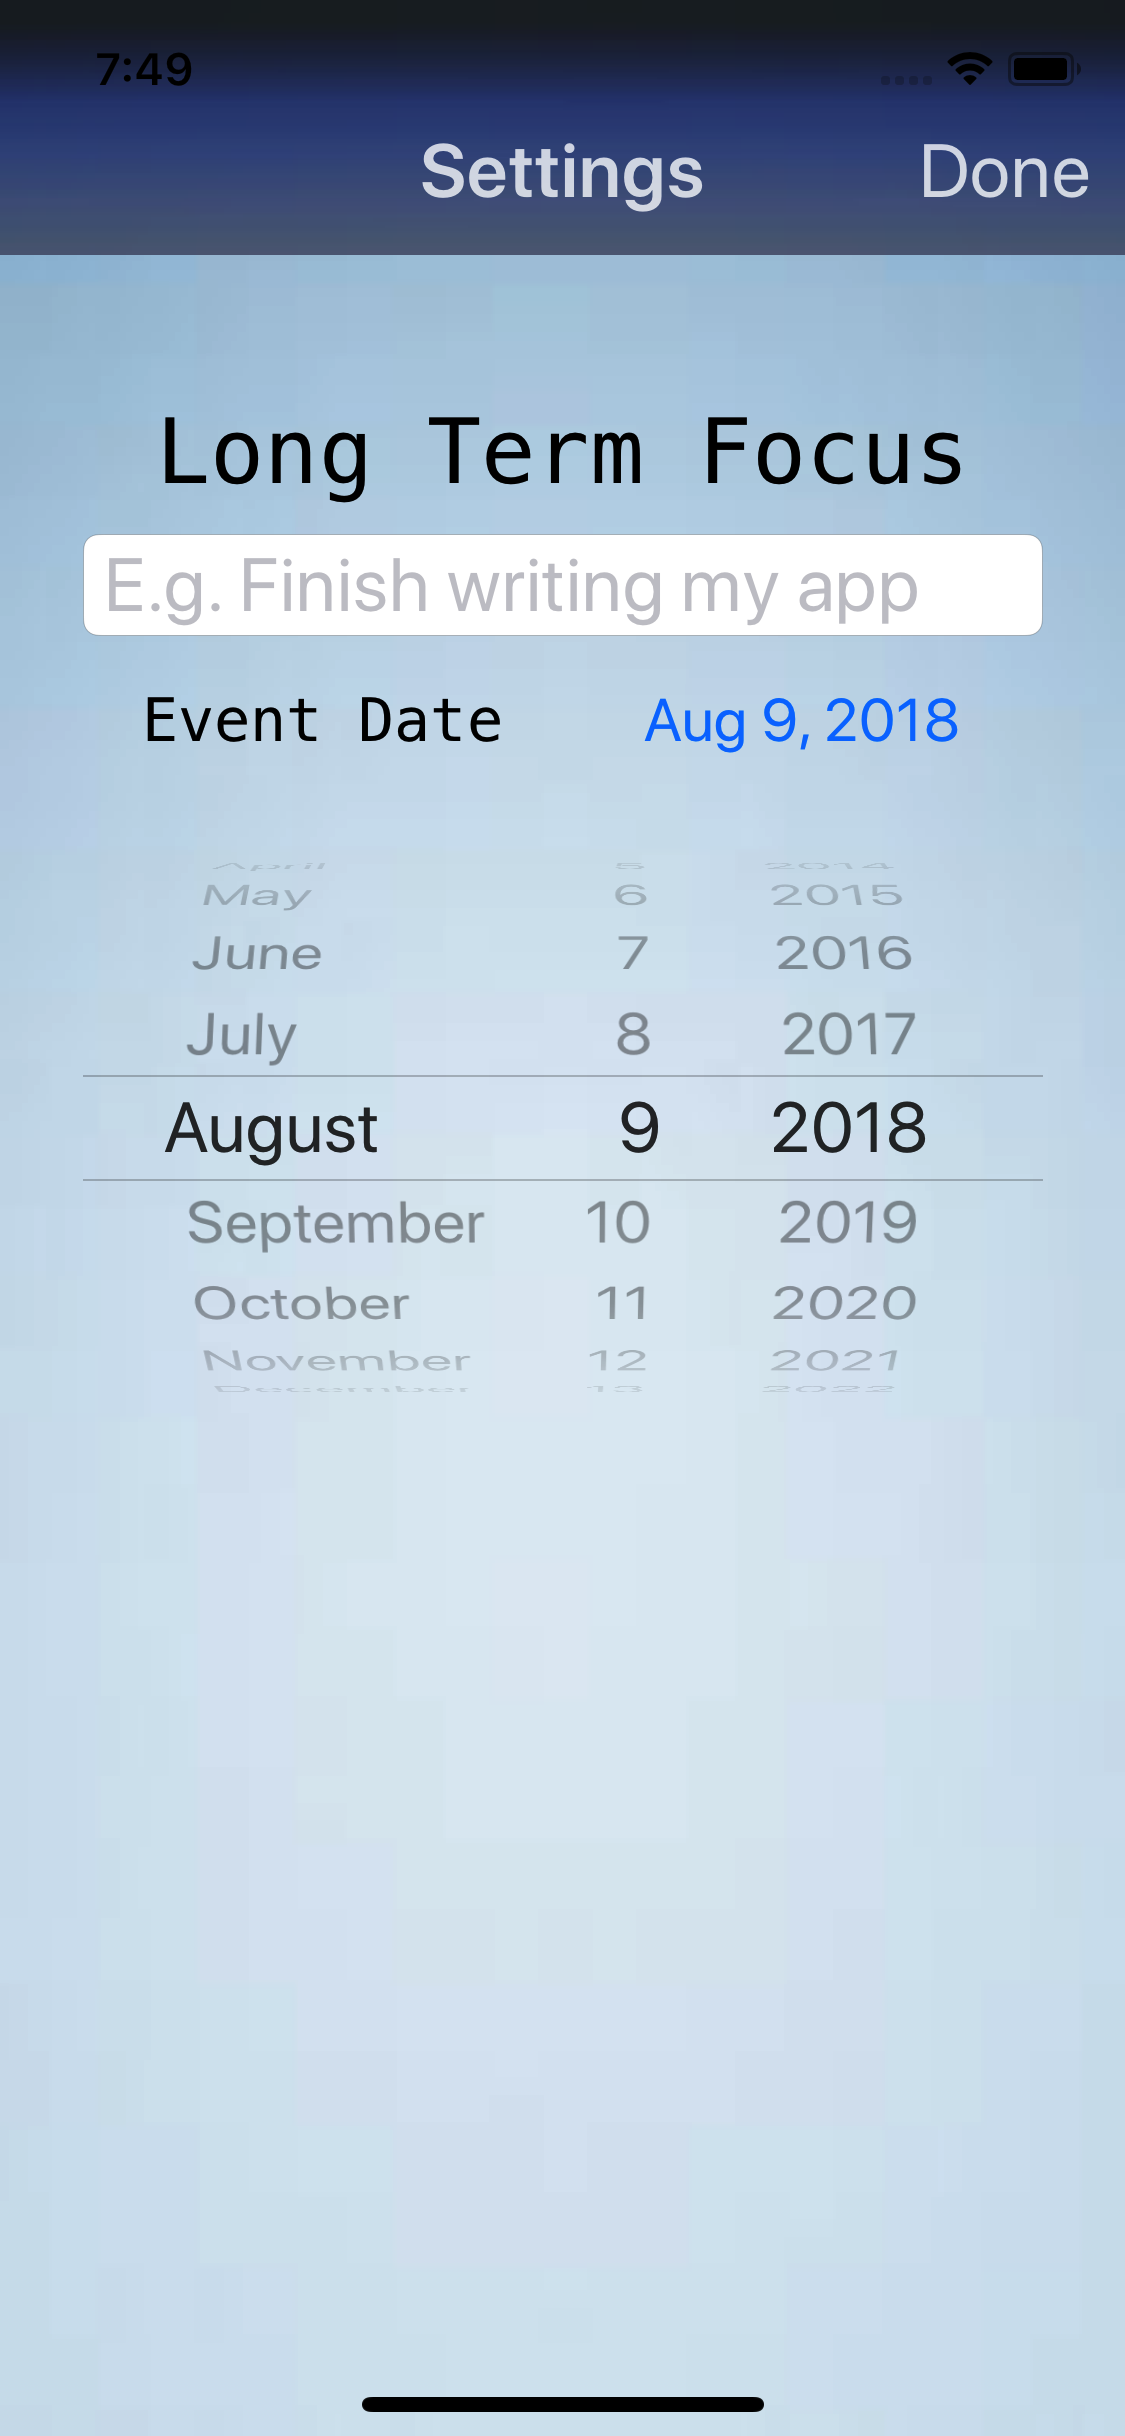 7:49
Settings Done
Long Term Focus
E.g. Finish writing my app
Event Date Aug 9, 2018
April 5 2014
May 6 2015
June 7 2016
July 8 2017
August 9 2018
September 10 2019
October 11 2020
November 12 2021
December 13 2022